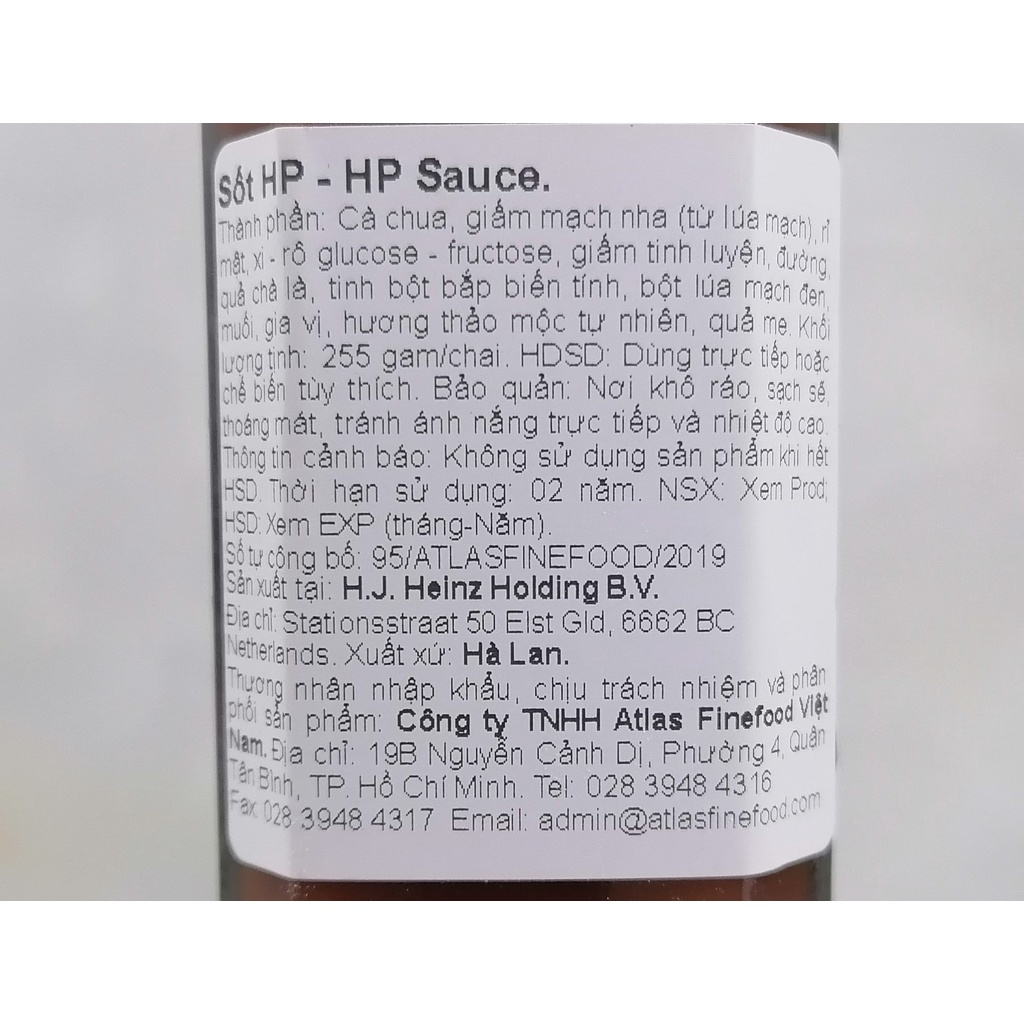 Sốt HP - HP Sauce.
Thành phần: Cà chua, giấm mạch nha (từ lúa mạch), rỉ
mật, xi - rô glucose - fructose, giấm tinh luyện, đường,
quả chà là, tinh bột bắp biến tính, bột lúa mạch đen,
muối, gia vị, hương thảo mộc tự nhiên, quả me. Khối
lượng tịnh: 255 gam/chai. HDSD: Dùng trực tiếp hoặc
chế biến tùy thích. Bảo quản: Nơi khô ráo, sạch sẽ,
thoáng mát, tránh ánh nắng trực tiếp và nhiệt độ cao.
Thông tin cảnh báo: Không sử dụng sản phẩm khi hết
HSD. Thời hạn sử dụng: 02 năm. NSX: Xem Prod;
HSD: Xem EXP (tháng-Năm).
Số tự công bố: 95/ATLASFINEFOOD/2019
Sản xuất tại: H.J. Heinz Holding B.V.
Địa chỉ: Stationsstraat 50 Elst Gld, 6662 BC
Netherlands. Xuất xứ: Hà Lan.
Thương nhân nhập khẩu, chịu trách nhiệm và phân
phối sản phẩm: Công ty TNHH Atlas Finefood Việt
Nam. Địa chỉ: 19B Nguyễn Cảnh Dị, Phường 4, Quận
Tân Bình, TP. Hồ Chí Minh. Tel: 028 3948 4316
Fax: 028 3948 4317 Email: admin@atlasfinefood.com